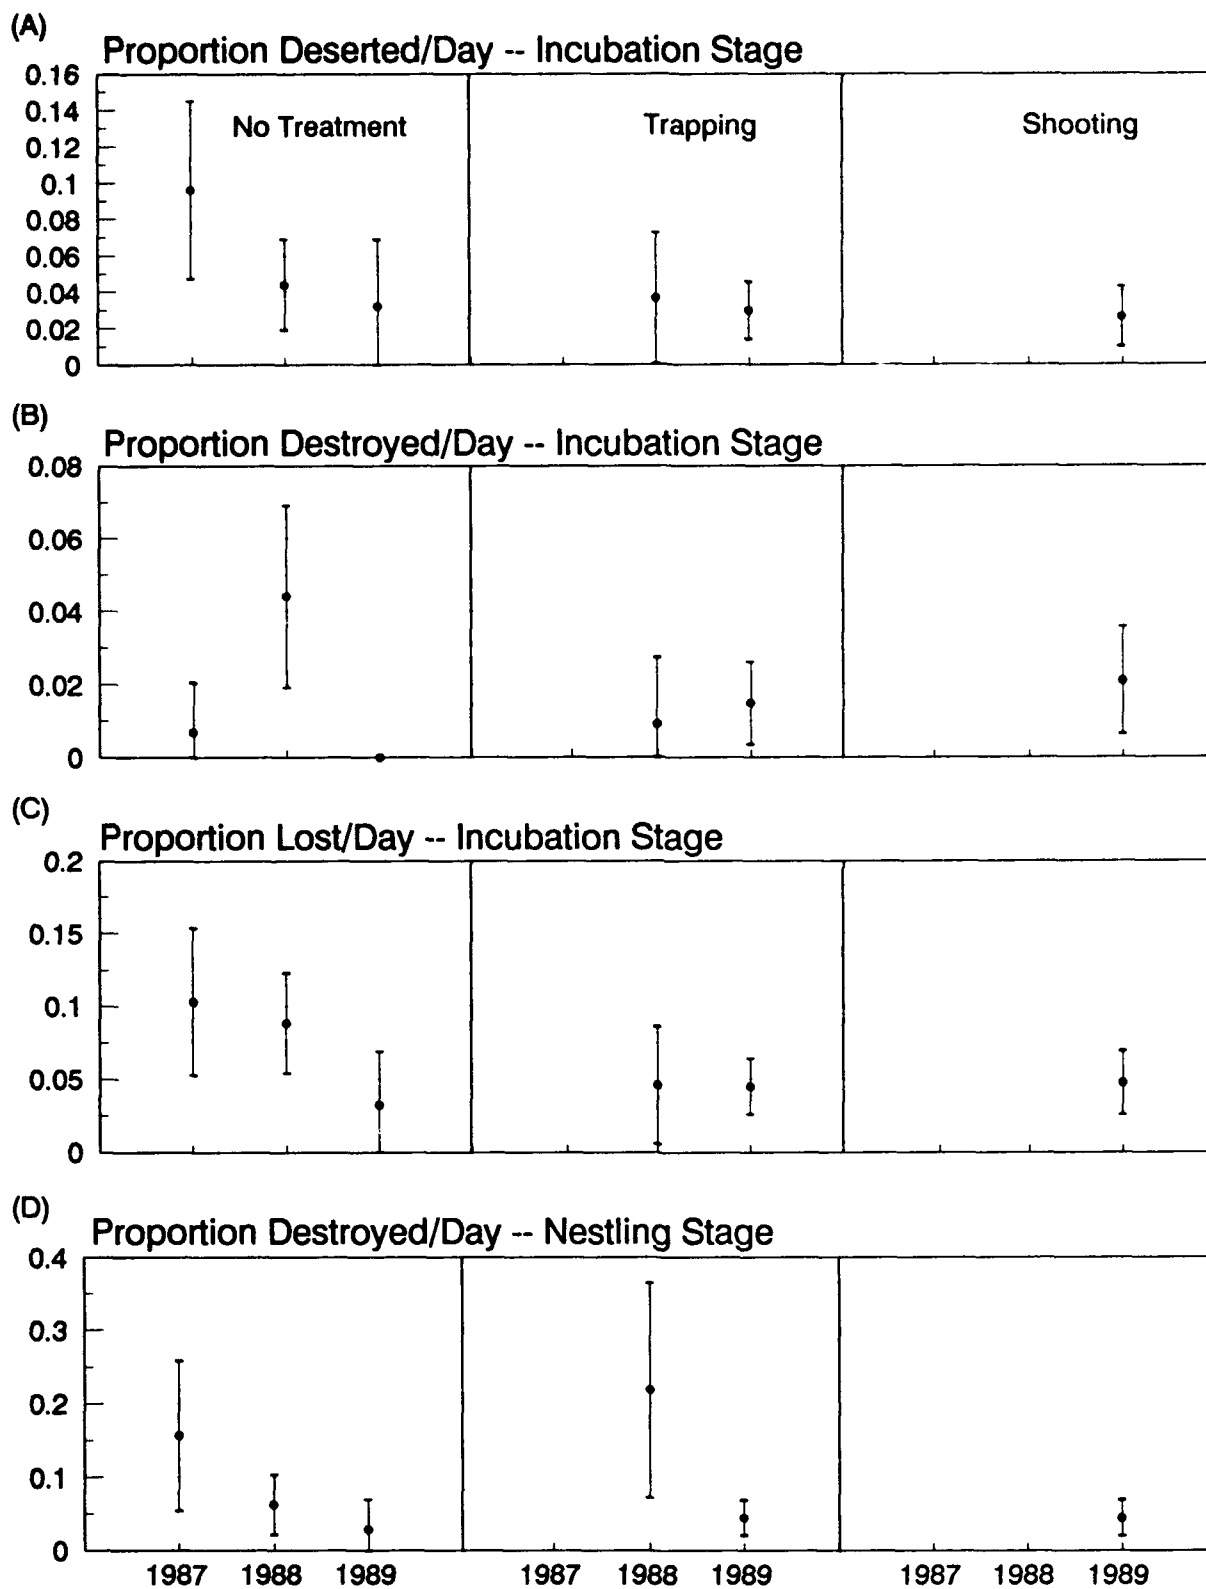 (A)
Proportion Deserted/Day -- Incubation Stage
0.16
0.14
0.12
0.1
0.08
0.06
0.04
0.02
0
No Treatment
Trapping
Shooting
(B)
Proportion Destroyed/Day -- Incubation Stage
0.08
0.06
0.04
0.02
0
(C)
Proportion Lost/Day -- Incubation Stage
0.2
0.15
0.1
0.05
0
(D)
Proportion Destroyed/Day -- Nestling Stage
0.4
0.3
0.2
0.1
0
1987 1988 1989 1987 1988 1989 1987 1988 1989